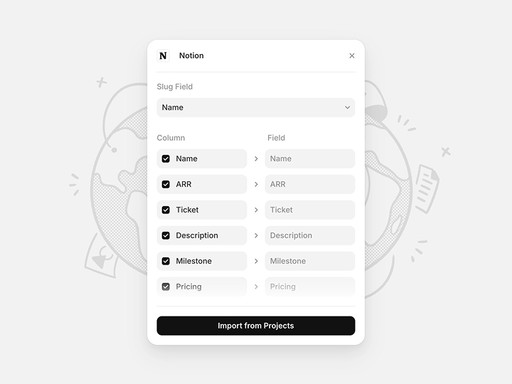 N Notion
Slug Field
Name
Column Field
Name Name
ARR ARR
Ticket Ticket
Description Description
Milestone Milestone
Pricing Pricing
Import from Projects